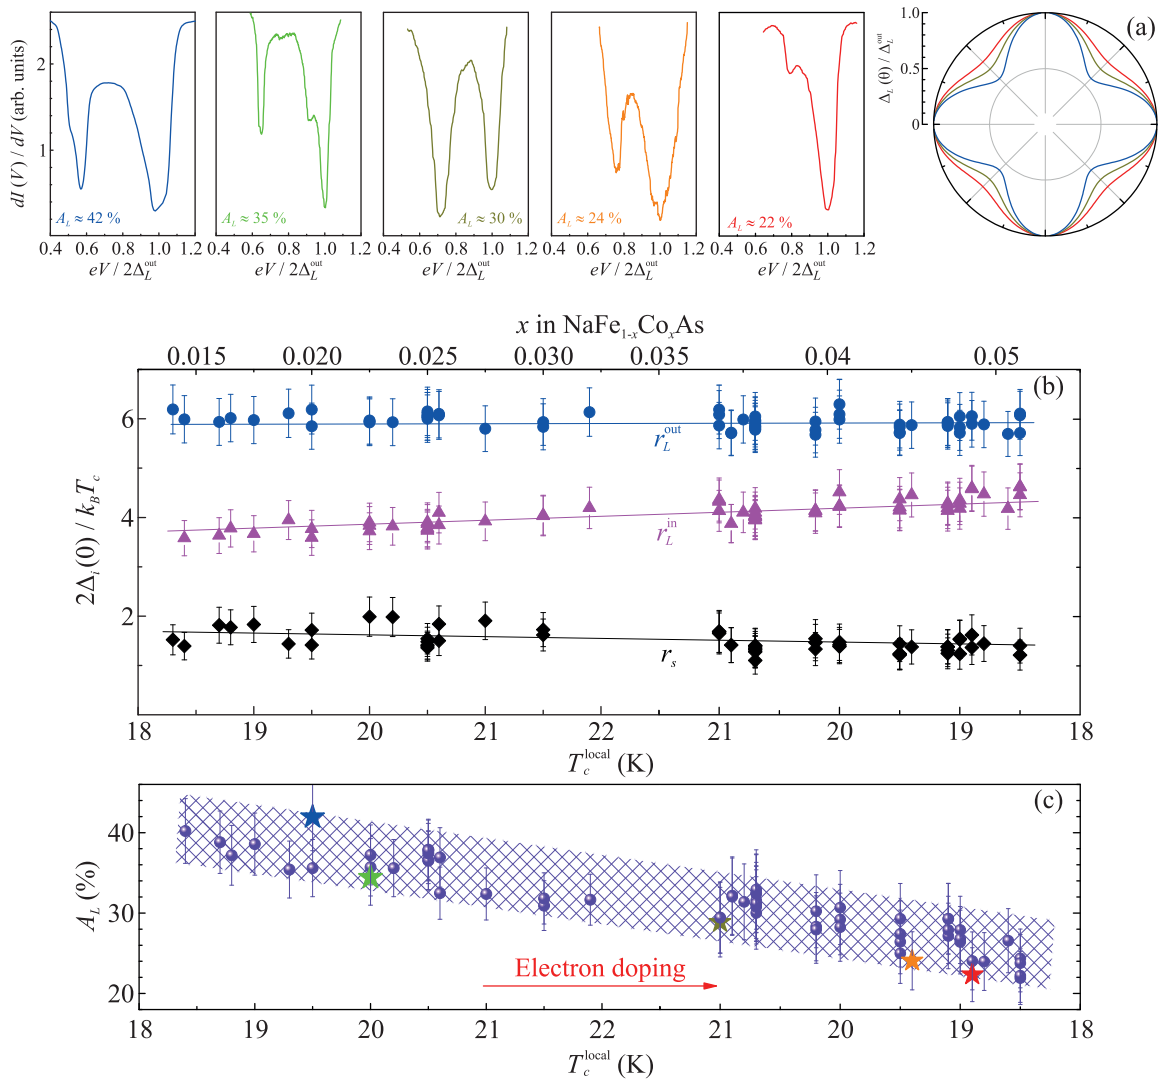 dI (V) / dV (arb. units)
2
1
A_L ≈ 42 %
A_L ≈ 35 %
A_L ≈ 30 %
A_L ≈ 24 %
A_L ≈ 22 %
0.4 0.6 0.8 1.0 1.2
0.4 0.6 0.8 1.0 1.2
0.4 0.6 0.8 1.0 1.2
0.4 0.6 0.8 1.0 1.2
0.4 0.6 0.8 1.0 1.2
eV / 2Δ_L^out
eV / 2Δ_L^out
eV / 2Δ_L^out
eV / 2Δ_L^out
eV / 2Δ_L^out
Δ_L (θ) / Δ_L^out
1.0
0.5
0
0.5
1.0
(a)
x in NaFe_1-xCo_xAs
0.015 0.020 0.025 0.030 0.035 0.04 0.05
(b)
2Δ_i (0) / k_B T_c
6
4
2
r_L^out
r_L^in
r_s
18 19 20 21 22 21 20 19 18
T_c^local (K)
(c)
A_L (%)
40
30
20
Electron doping
18 19 20 21 22 21 20 19 18
T_c^local (K)